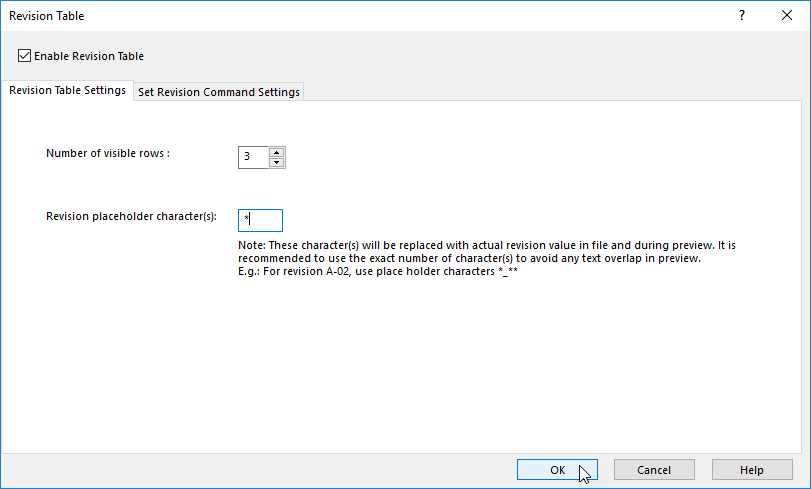 Revision Table
?
Enable Revision Table
Revision Table Settings
Set Revision Command Settings
Number of visible rows :
3
Revision placeholder character(s):
*
Note: These character(s) will be replaced with actual revision value in file and during preview. It is
recommended to use the exact number of character(s) to avoid any text overlap in preview.
E.g.: For revision A-02, use place holder characters *_**
OK
Cancel
Help